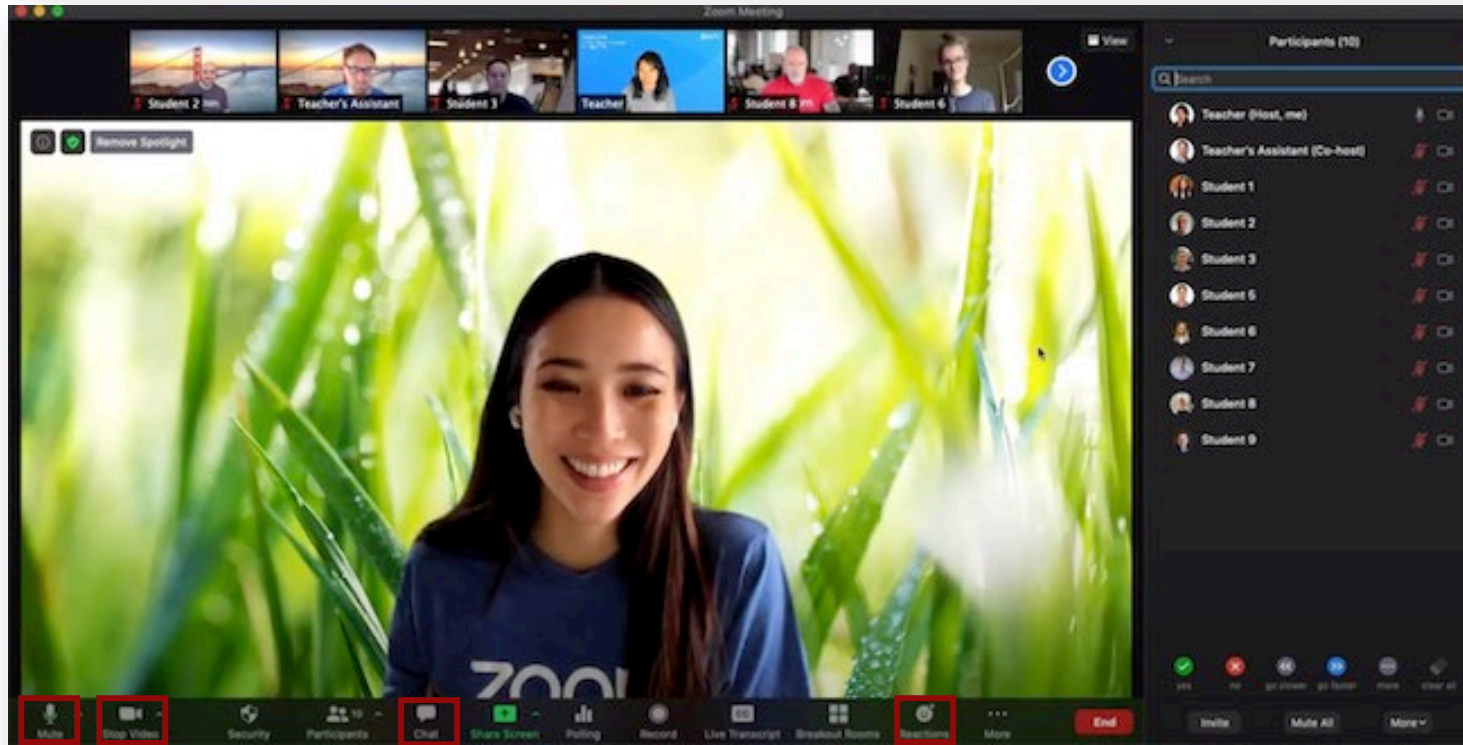 Zoom Meeting
Student 2
Teacher's Assistant
Student 3
Teacher
Student 8
Student 6
View
Remove Spotlight
Participants (10)
Search
Teacher (Host, me)
Teacher's Assistant (Co-host)
Student 1
Student 2
Student 3
Student 5
Student 6
Student 7
Student 8
Student 9
yes no go slower go faster more clear all
Invite Mute All More
ZOO
Mute Stop Video Security Participants 10 Chat Share Screen Polling Record Live Transcript Breakout Rooms Reactions More End
CC